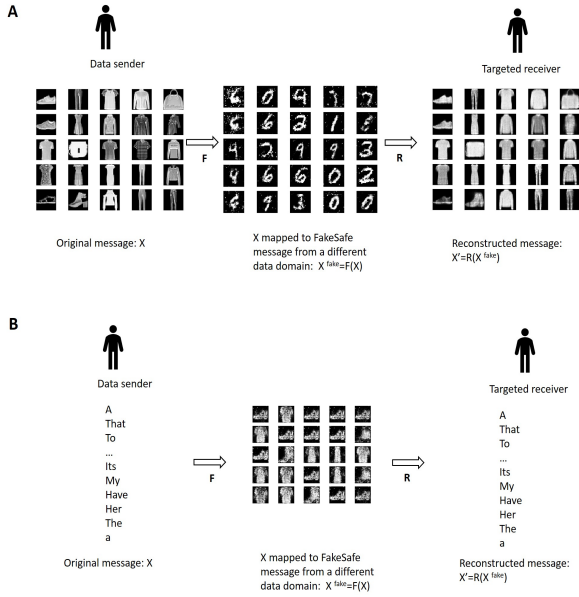 A
Data sender
Targeted receiver
F
R
Original message: X
X mapped to FakeSafe
message from a different
data domain: X fake=F(X)
Reconstructed message:
X'=R(X fake)
B
Data sender
Targeted receiver
A
That
To
...
Its
My
Have
Her
The
a
F
R
A
That
To
...
Its
My
Have
Her
The
a
Original message: X
X mapped to FakeSafe
message from a different
data domain: X fake=F(X)
Reconstructed message:
X'=R(X fake)